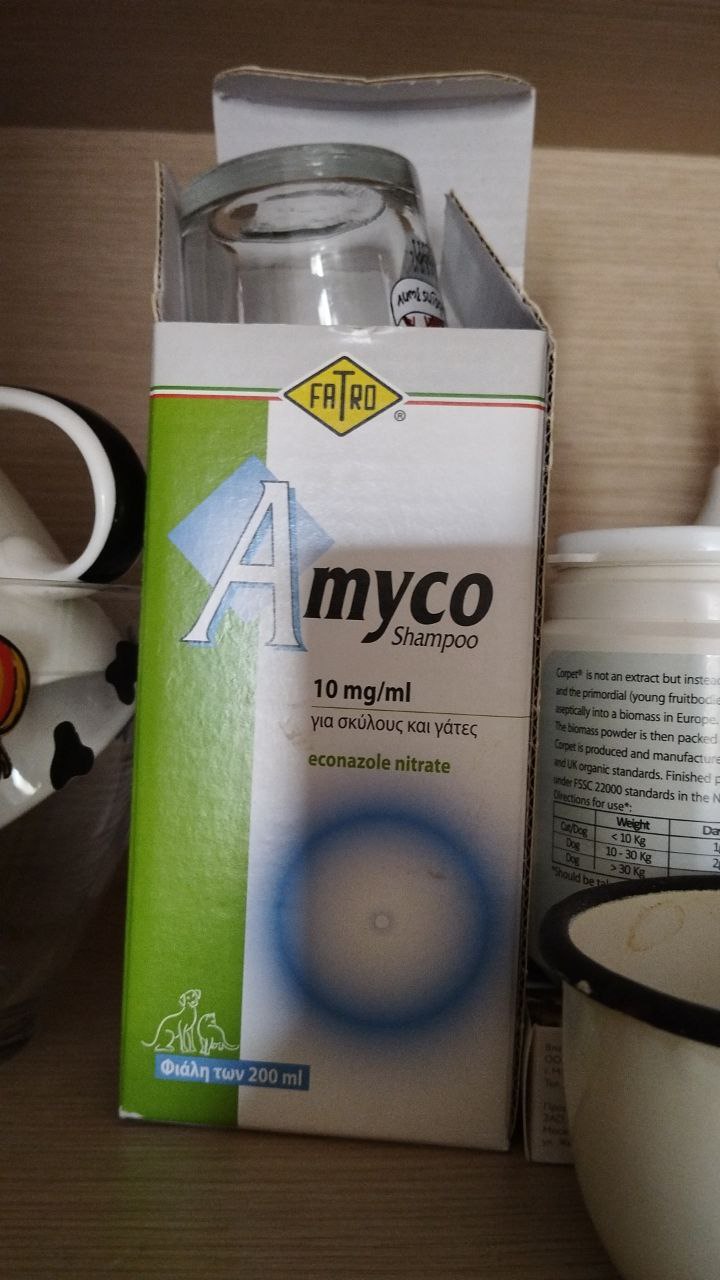 FATRO
®
Amyco
Shampoo
10 mg/ml
για σκύλους και γάτες
econazole nitrate
Φιάλη των 200 ml
Corpet® is not an extract but instead
and the primordial (young fruitbodie
aseptically into a biomass in Europe.
The biomass powder is then packed
Corpet is produced and manufacture
and UK organic standards. Finished p
under FSSC 22000 standards in the N
Directions for use*:
Weight
Cat/Dog < 10 Kg
Dog 10 - 30 Kg
Dog > 30 Kg
*Should be